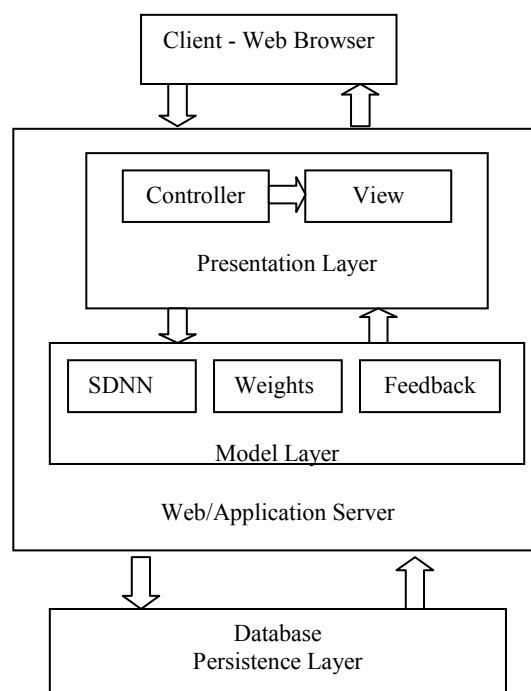 Client - Web Browser
Controller
View
Presentation Layer
SDNN
Weights
Feedback
Model Layer
Web/Application Server
Database
Persistence Layer